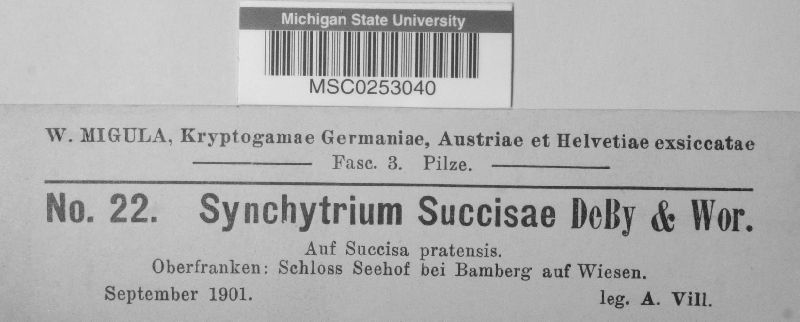 Michigan State University
MSC0253040
W. MIGULA, Kryptogamae Germaniae, Austriae et Helvetiae exsiccatae
Fasc. 3. Pilze.
No. 22. Synchytrium Succisae DeBy & Wor.
Auf Succisa pratensis.
Oberfranken: Schloss Seehof bei Bamberg auf Wiesen.
September 1901. leg. A. Vill.